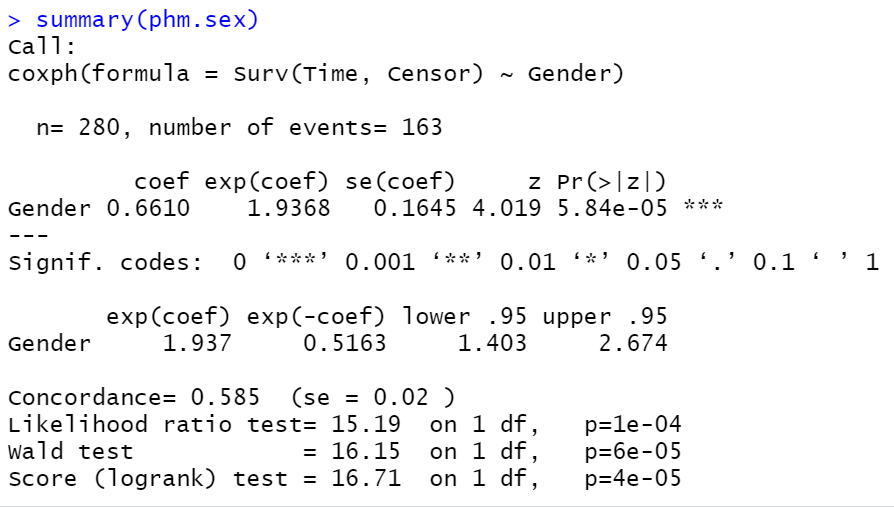 > summary(phm.sex)
Call:
coxph(formula = Surv(Time, Censor) ~ Gender)
n= 280, number of events= 163
coef exp(coef) se(coef) z Pr(>|z|)
Gender 0.6610 1.9368 0.1645 4.019 5.84e-05 ***
---
Signif. codes: 0 ‘***’ 0.001 ‘**’ 0.01 ‘*’ 0.05 ‘.’ 0.1 ‘ ’ 1
exp(coef) exp(-coef) lower .95 upper .95
Gender 1.937 0.5163 1.403 2.674
Concordance= 0.585 (se = 0.02 )
Likelihood ratio test= 15.19 on 1 df, p=1e-04
Wald test = 16.15 on 1 df, p=6e-05
Score (logrank) test = 16.71 on 1 df, p=4e-05